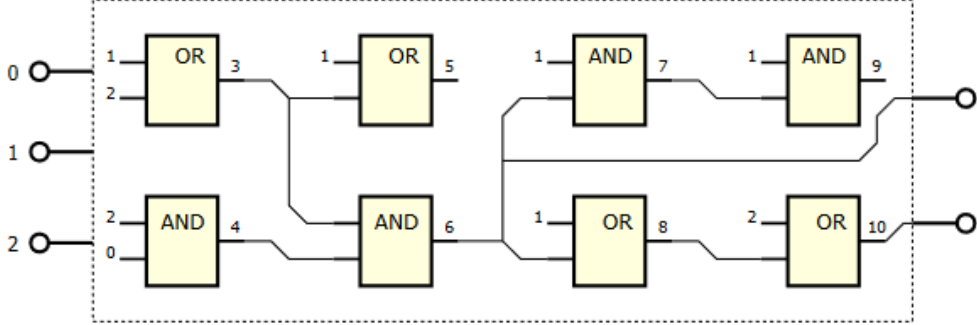 1 OR 3 1 OR 5 1 AND 7 1 AND 9
0 2
1
2 AND 4 AND 6 1 OR 8 2 OR 10
2 0